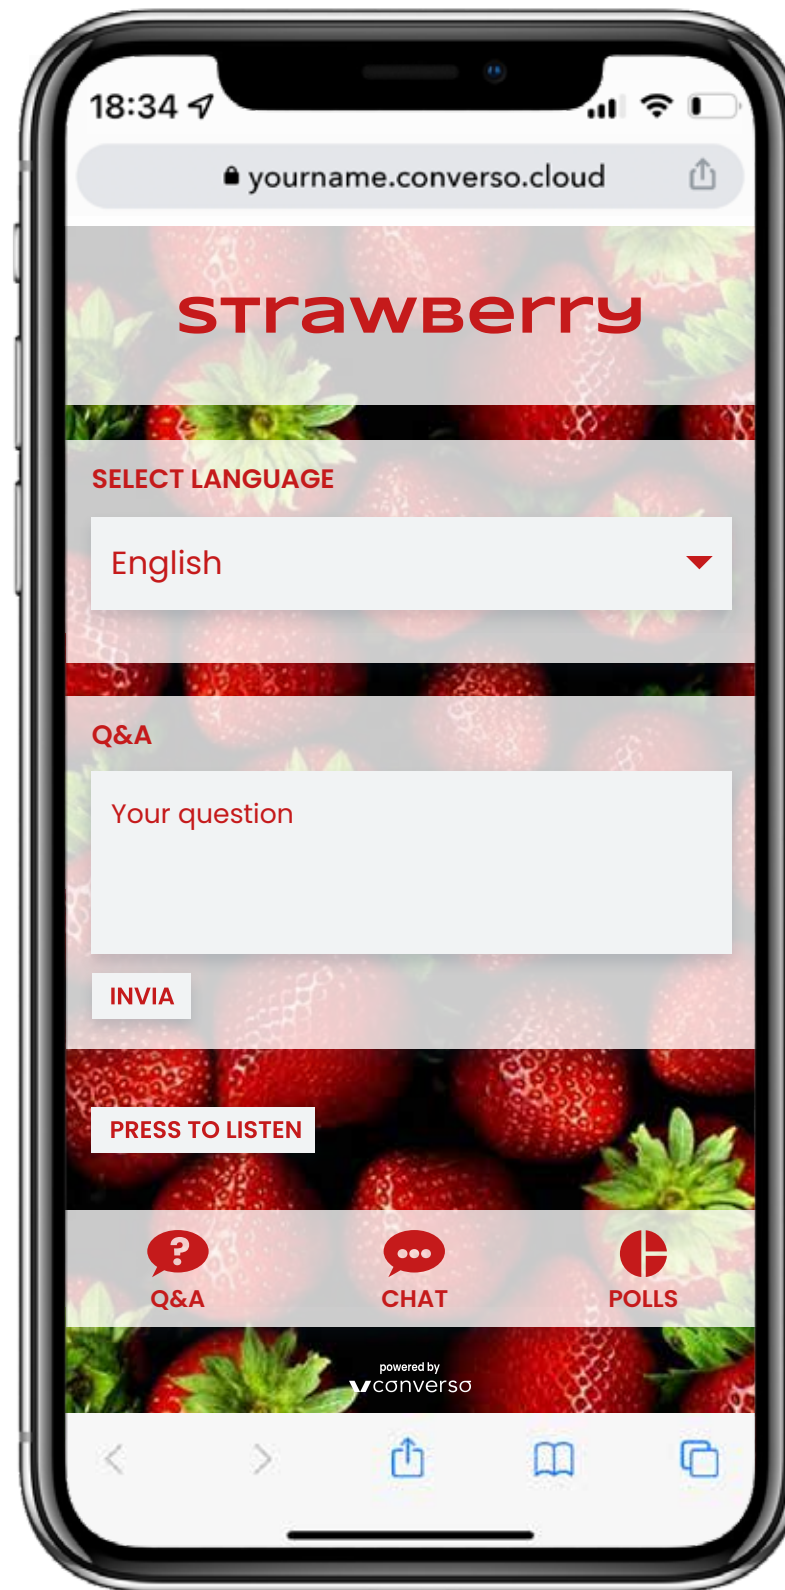 18:34
yourname.converso.cloud
STrawBerry
SELECT LANGUAGE
English
Q&A
Your question
INVIA
PRESS TO LISTEN
Q&A
CHAT
POLLS
powered by
converso